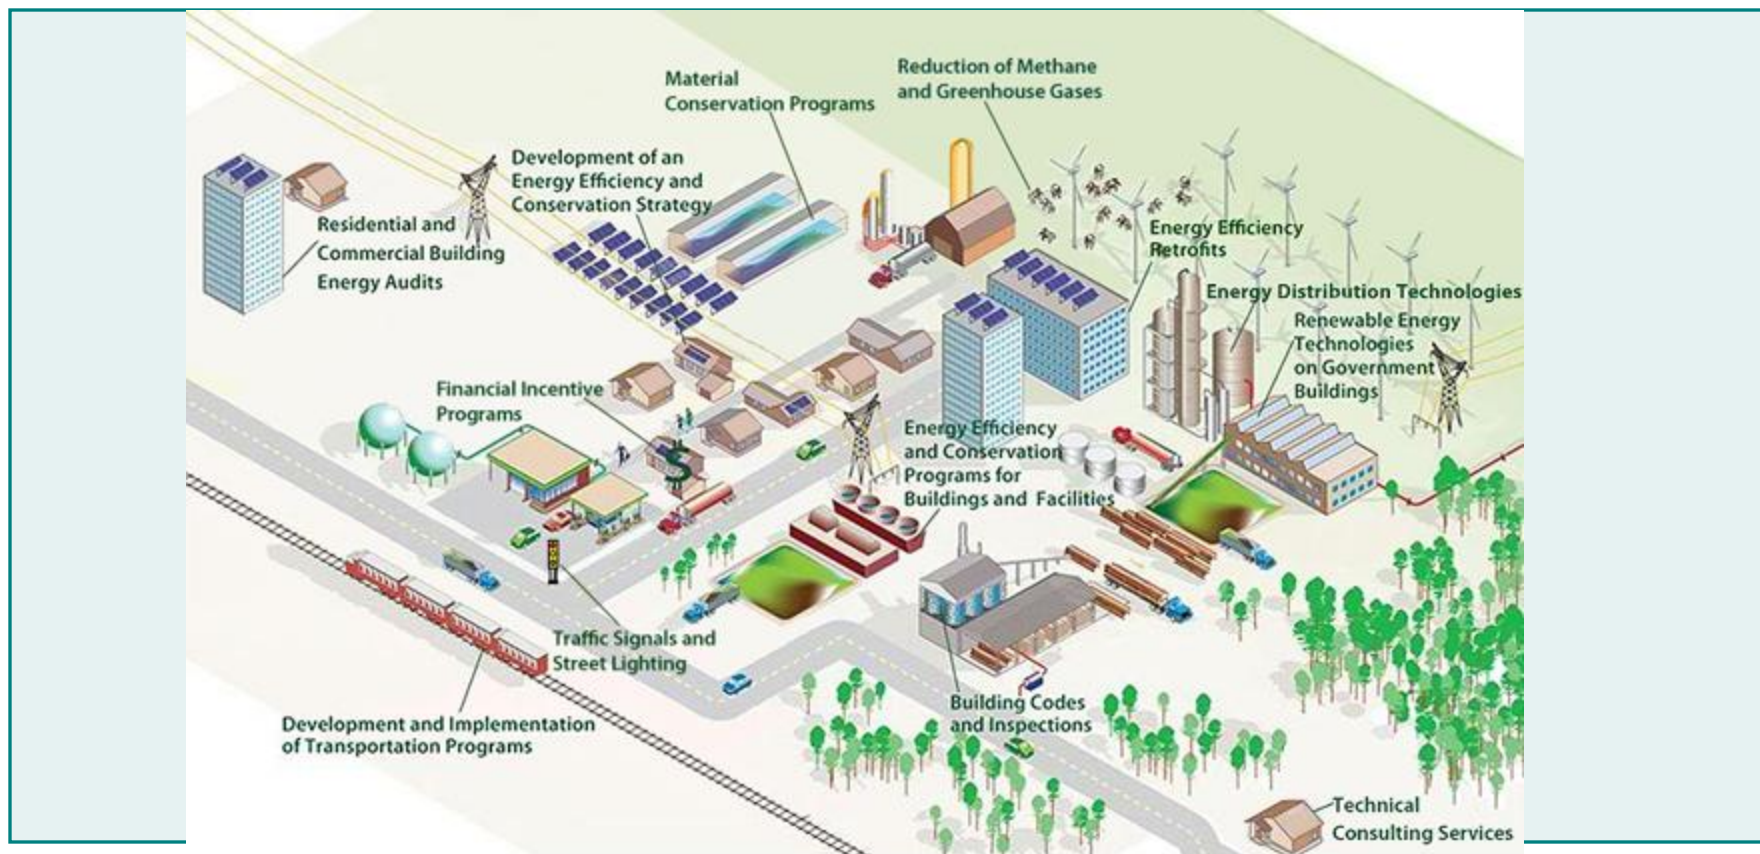 Material
Conservation Programs
Reduction of Methane
and Greenhouse Gases
Development of an
Energy Efficiency and
Conservation Strategy
Residential and
Commercial Building
Energy Audits
Energy Efficiency
Retrofits
Energy Distribution Technologies
Renewable Energy
Technologies
on Government
Buildings
Financial Incentive
Programs
$
Energy Efficiency
and Conservation
Programs for
Buildings and Facilities
Traffic Signals and
Street Lighting
Development and Implementation
of Transportation Programs
Building Codes
and Inspections
Technical
Consulting Services